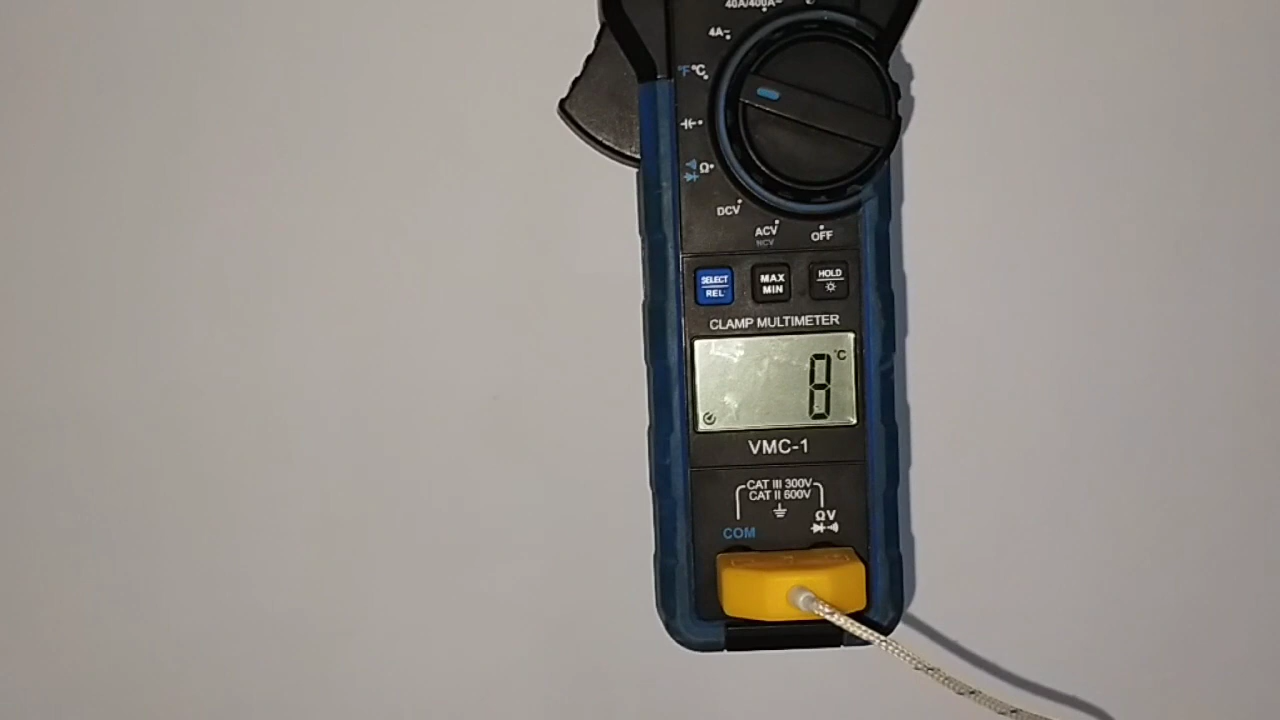 40A/400A~
4A
°F°C
Ω
DCV
ACV
NCV
OFF
SELECT
REL
MAX
MIN
HOLD
CLAMP MULTIMETER
8 °C
VMC-1
CAT III 300V
CAT II 600V
COM
ΩV